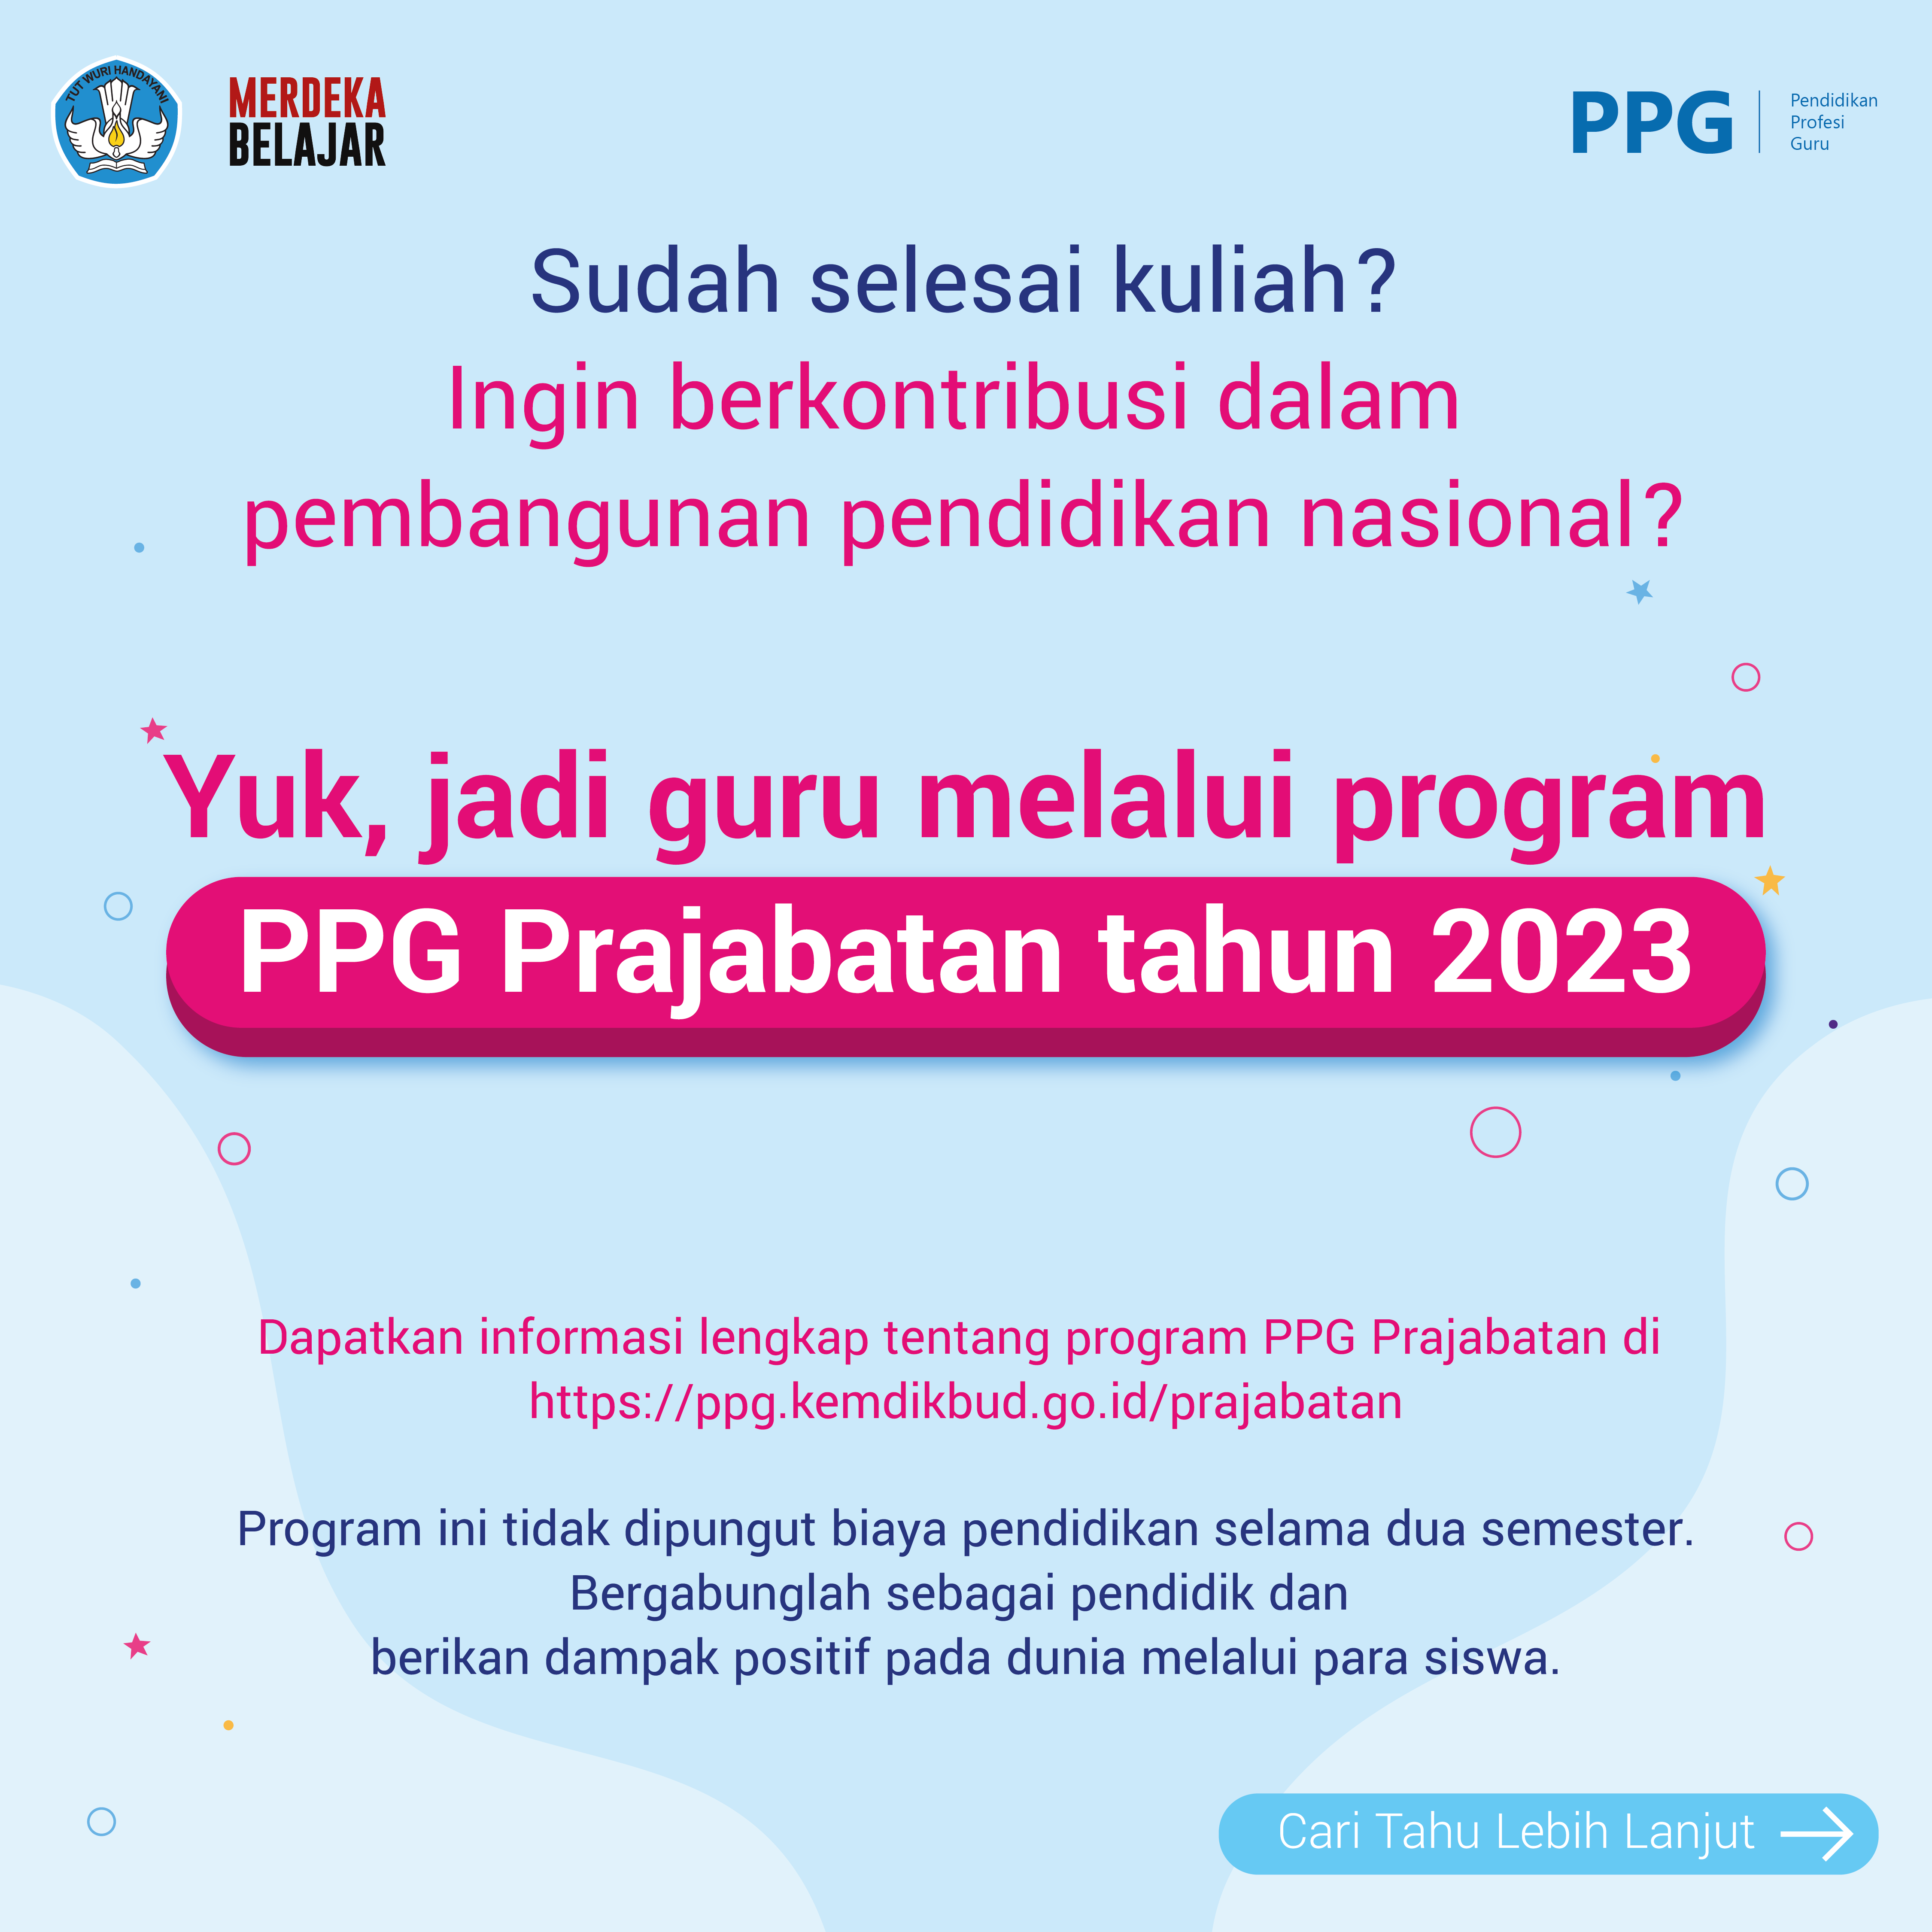 TUT WURI HANDAYANI
MERDEKA
BELAJAR
PPG
Pendidikan
Profesi
Guru
Sudah selesai kuliah?
Ingin berkontribusi dalam
pembangunan pendidikan nasional?
Yuk, jadi guru melalui program
PPG Prajabatan tahun 2023
Dapatkan informasi lengkap tentang program PPG Prajabatan di
https://ppg.kemdikbud.go.id/prajabatan
Program ini tidak dipungut biaya pendidikan selama dua semester.
Bergabunglah sebagai pendidik dan
berikan dampak positif pada dunia melalui para siswa.
Cari Tahu Lebih Lanjut